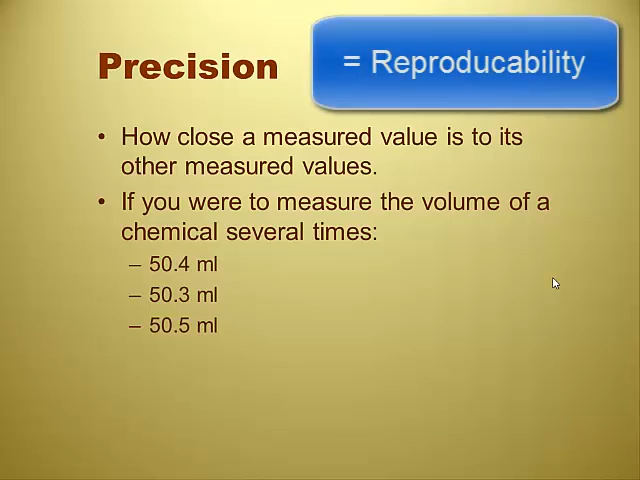 Precision
= Reproducability
• How close a measured value is to its
other measured values.
• If you were to measure the volume of a
chemical several times:
– 50.4 ml
– 50.3 ml
– 50.5 ml